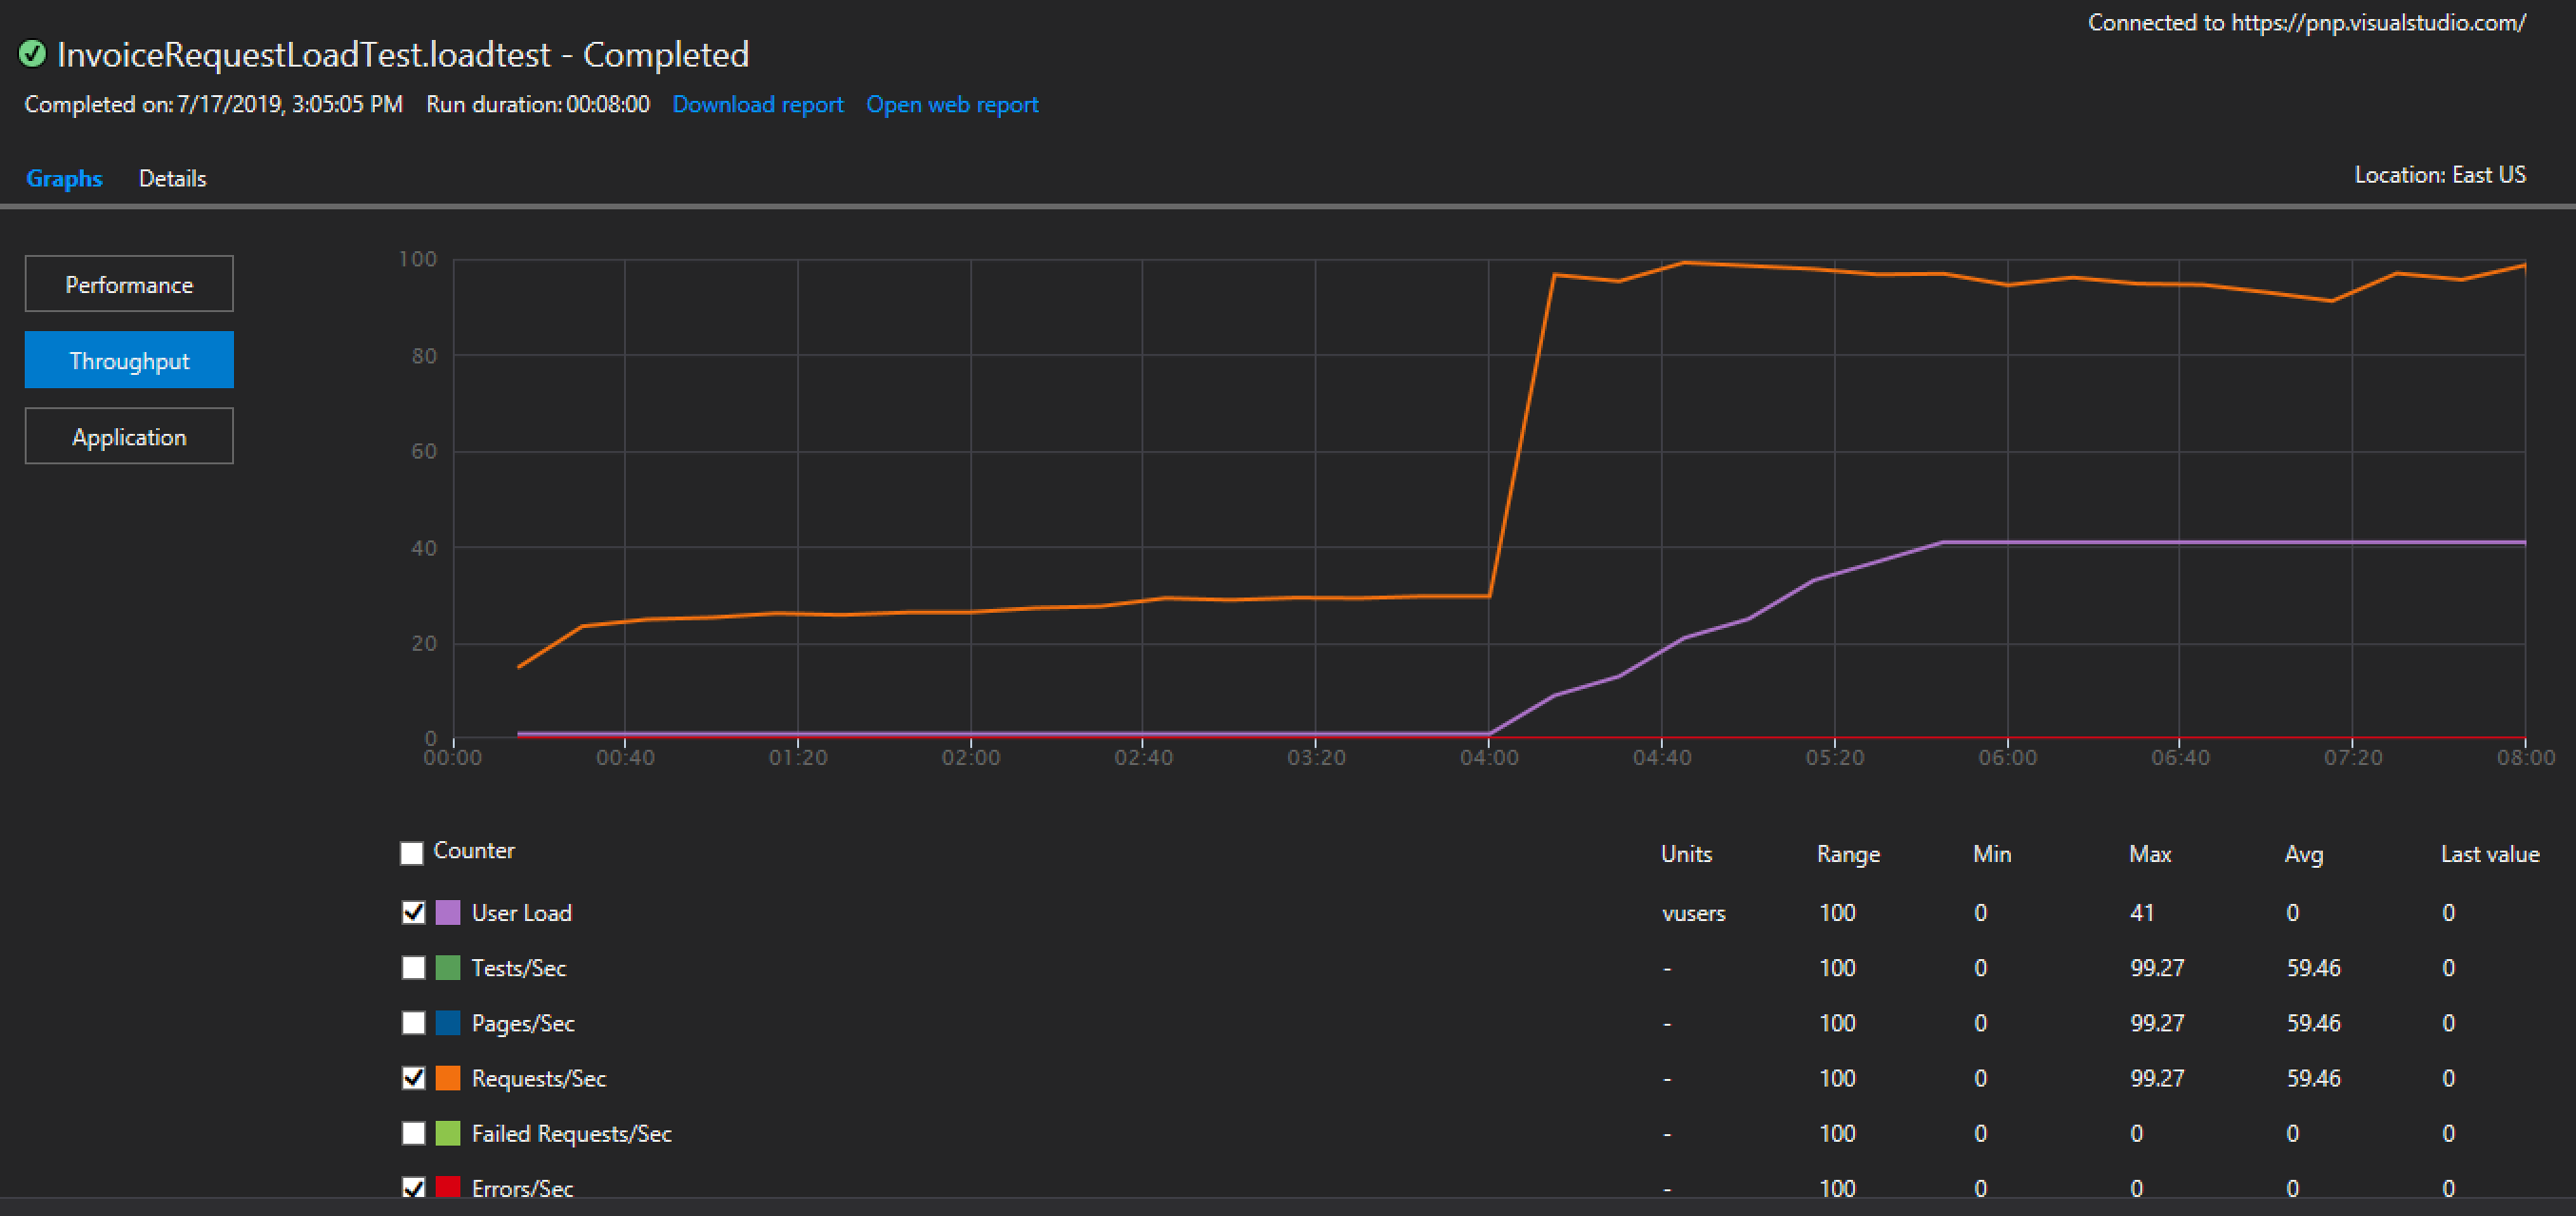 Connected to https://pnp.visualstudio.com/
InvoiceRequestLoadTest.loadtest - Completed
Completed on: 7/17/2019, 3:05:05 PM Run duration: 00:08:00 Download report Open web report
Graphs Details Location: East US
Performance
Throughput
Application
100
80
60
40
20
0
00:00 00:40 01:20 02:00 02:40 03:20 04:00 04:40 05:20 06:00 06:40 07:20 08:00
Counter Units Range Min Max Avg Last value
User Load vusers 100 0 41 0 0
Tests/Sec - 100 0 99.27 59.46 0
Pages/Sec - 100 0 99.27 59.46 0
Requests/Sec - 100 0 99.27 59.46 0
Failed Requests/Sec - 100 0 0 0 0
Errors/Sec - 100 0 0 0 0